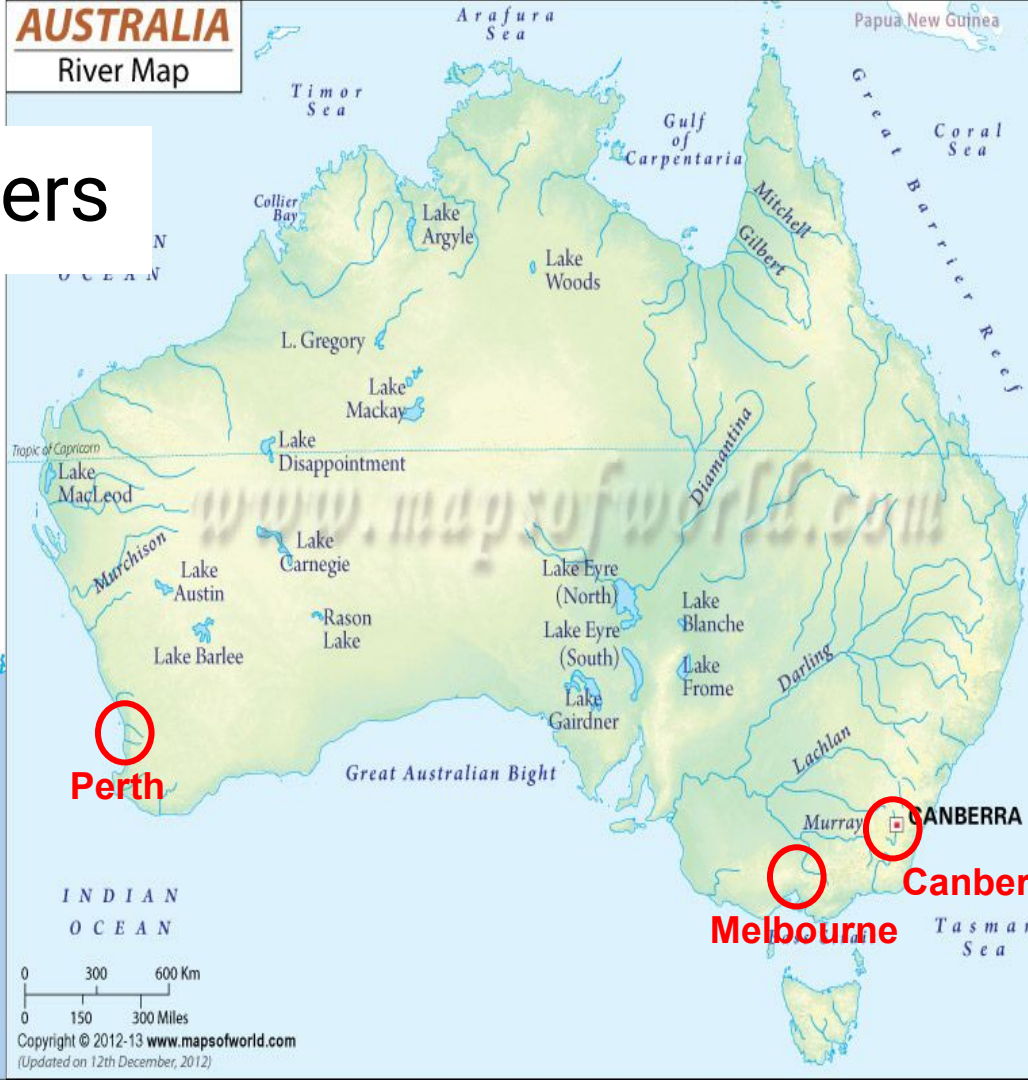 AUSTRALIA
River Map
ers
Arafura
Sea
Papua New Guinea
Timor
Sea
Gulf
of
Carpentaria
Coral
Sea
Great Barrier Reef
N
OCEAN
Collier
Bay
Lake
Argyle
Lake
Woods
Mitchell
Gilbert
L. Gregory
Lake
Mackay
Tropic of Capricorn
Lake
Disappointment
Lake
MacLeod
Diamantina
www.mapsofworld.com
Murchison
Lake
Austin
Lake
Carnegie
Lake Eyre
(North)
Lake
Blanche
Rason
Lake
Lake Eyre
(South)
Lake Barlee
Lake
Frome
Darling
Lake
Gairdner
Lachlan
Perth
Great Australian Bight
Murray
CANBERRA
Canber
INDIAN
OCEAN
Melbourne
Tasman
Sea
0 300 600 Km
0 150 300 Miles
Copyright © 2012-13 www.mapsofworld.com
(Updated on 12th December, 2012)